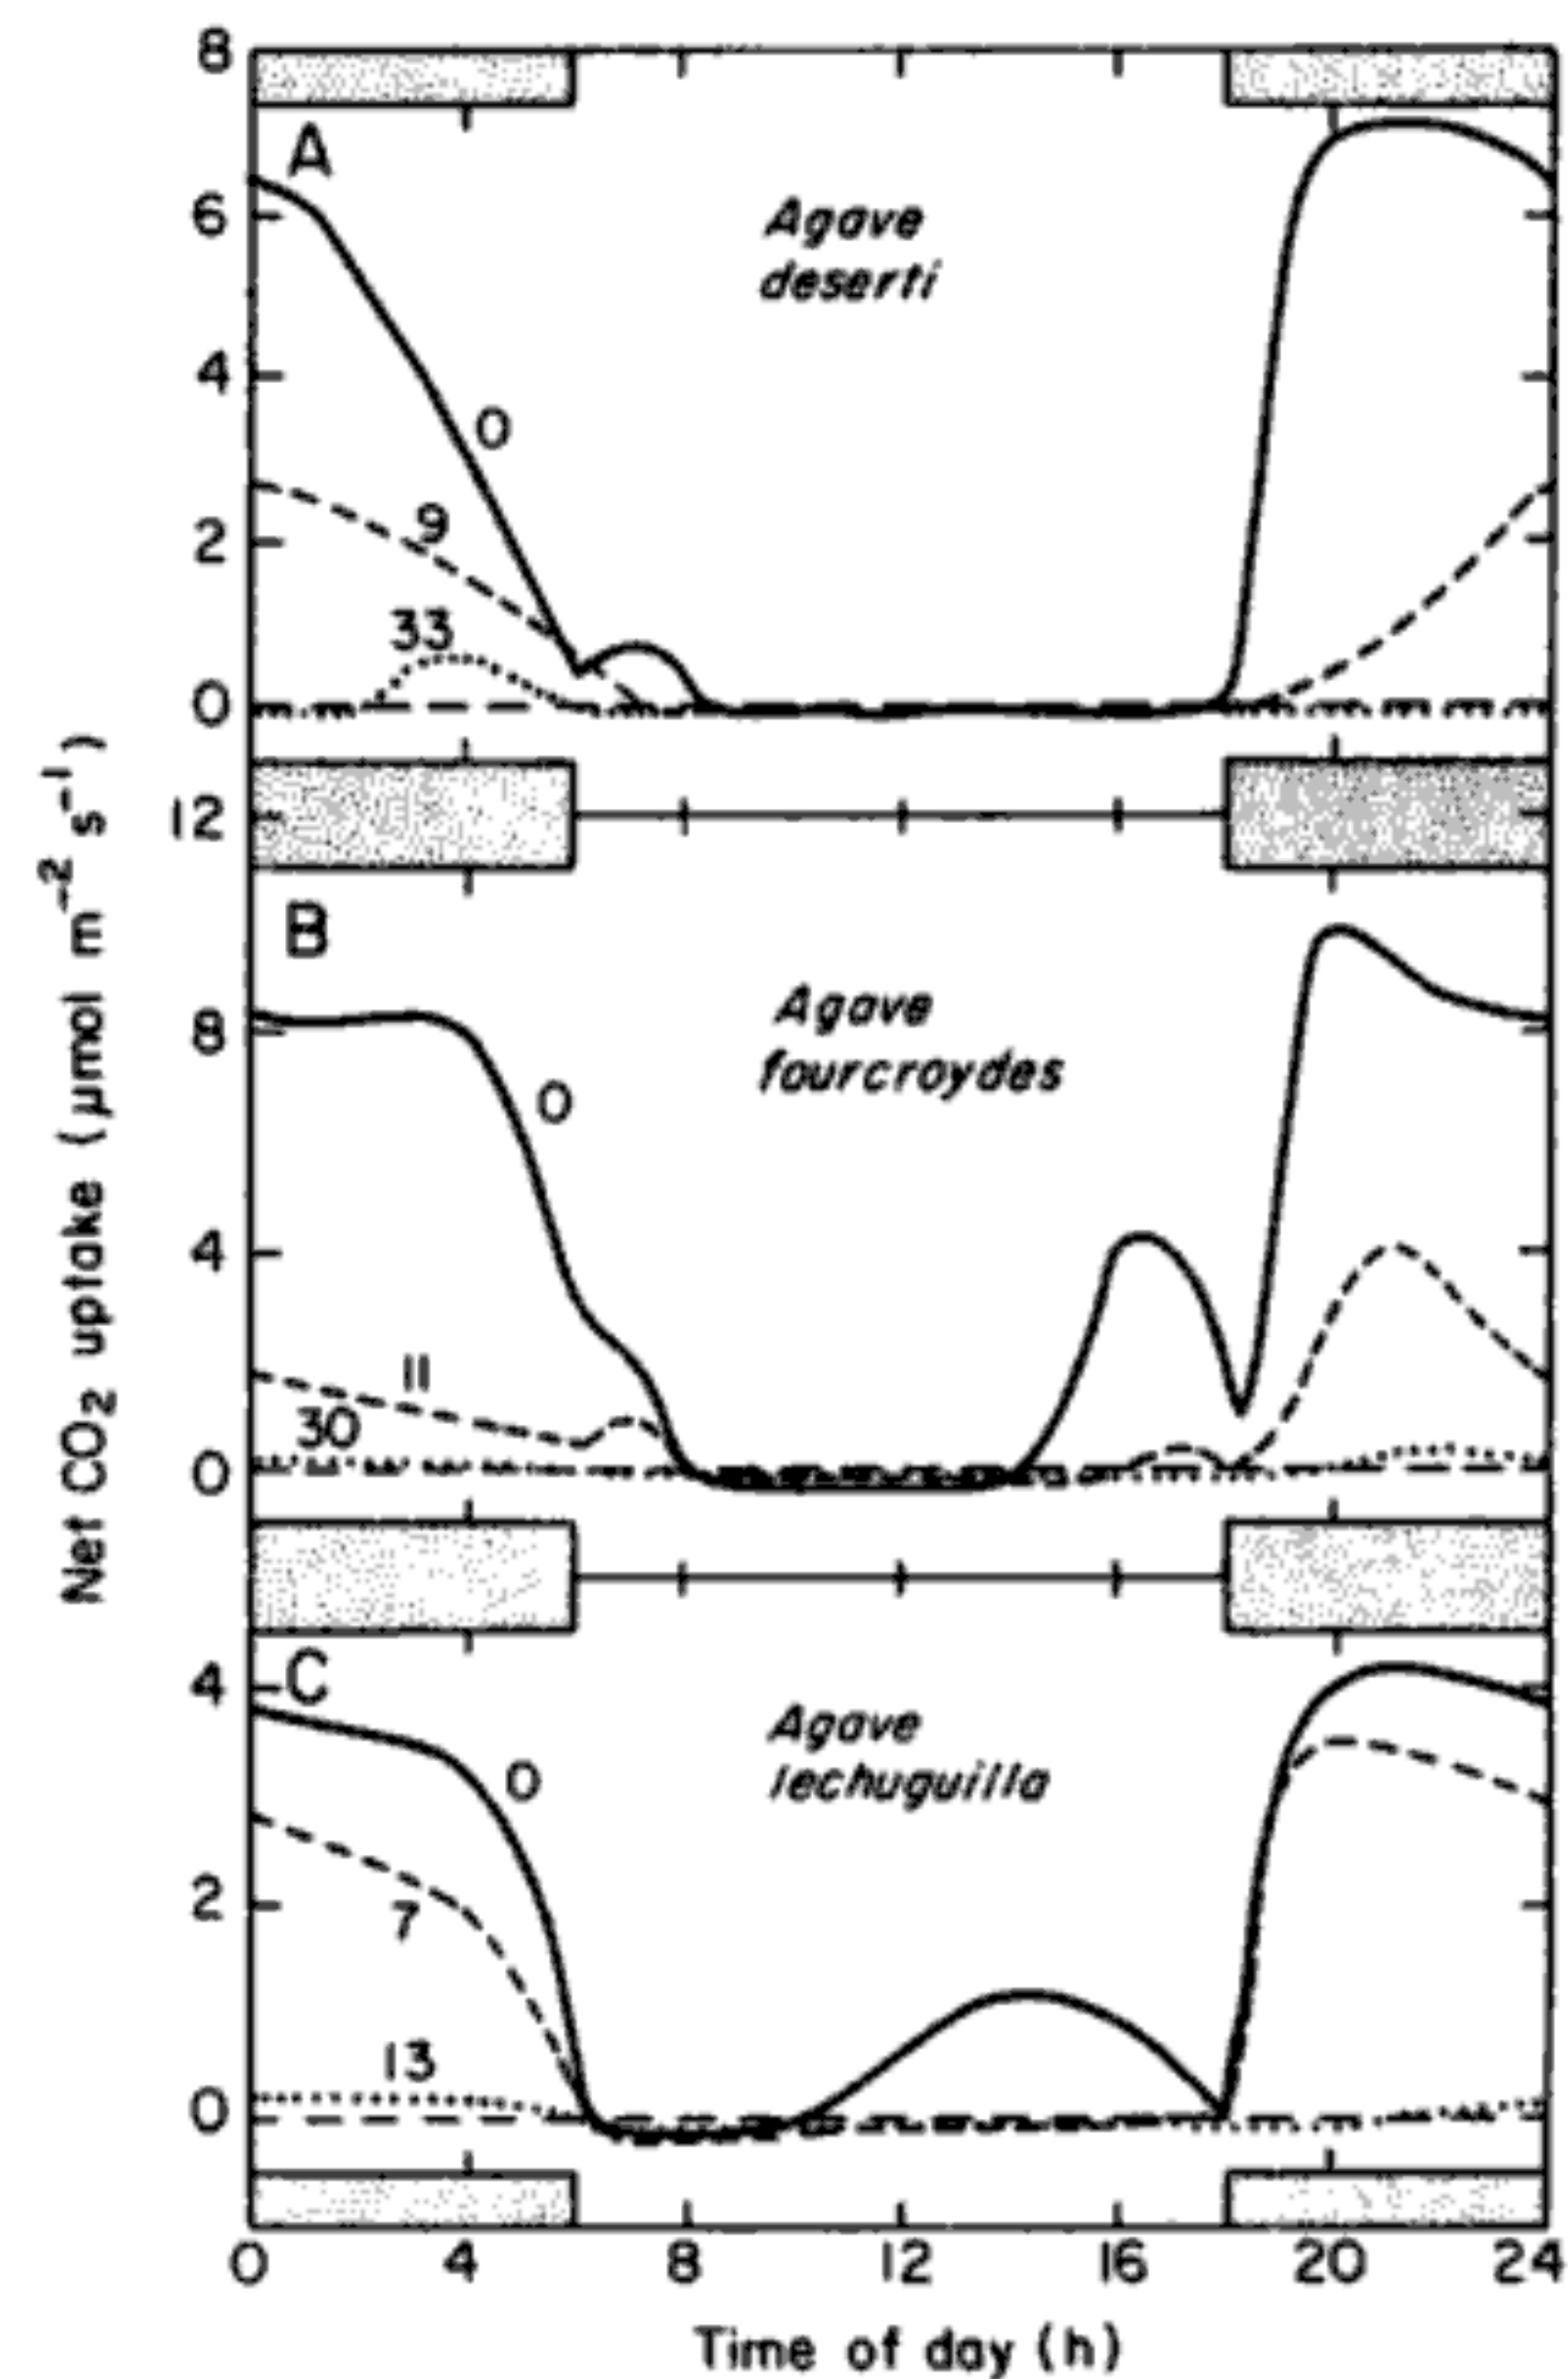 Net CO2 uptake (μmol m−2 s−1)
8
A
6
Agave
deserti
4
0
2
9
33
0
12
B
8
Agave
fourcroydes
0
4
11
30
0
4
C
Agave
lechuguilla
0
2
7
13
0
0 4 8 12 16 20 24
Time of day (h)